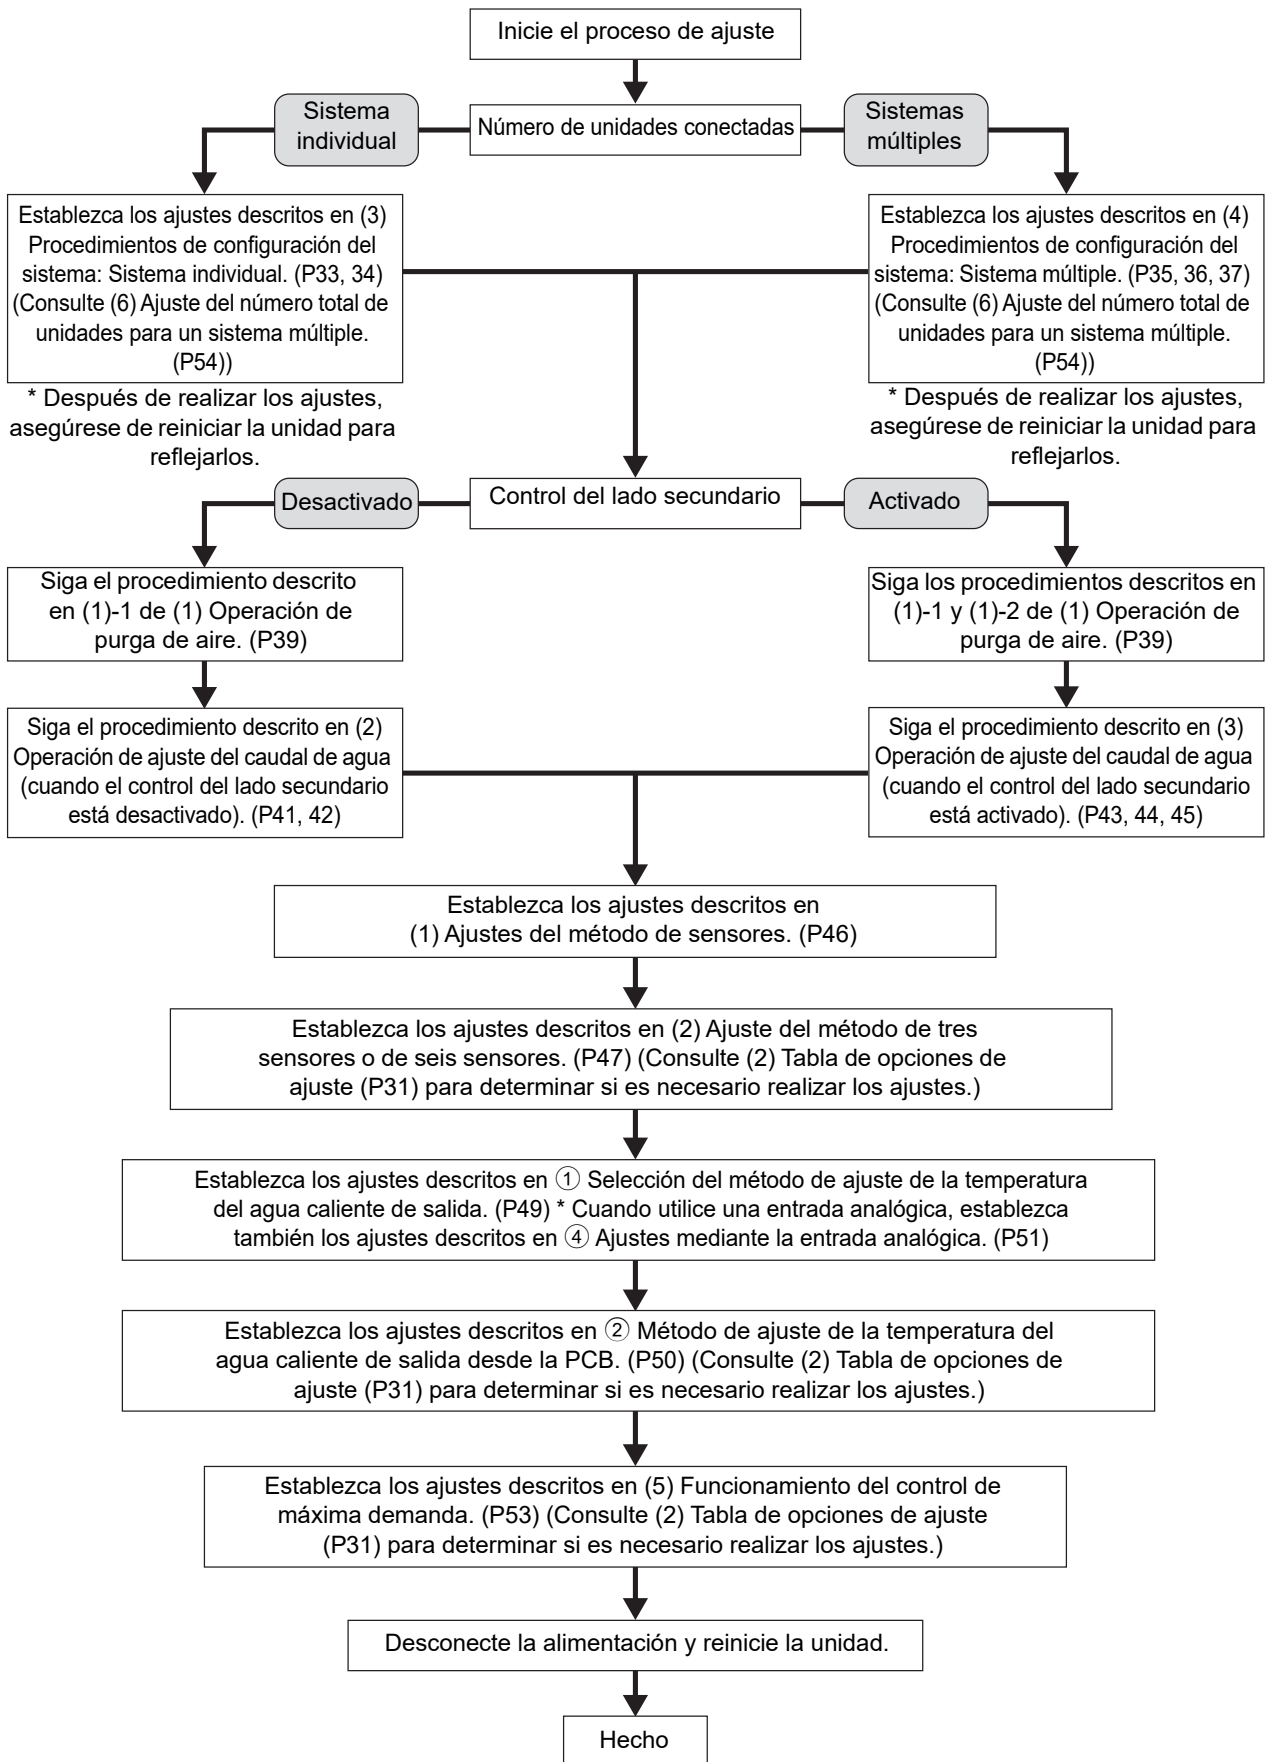 Inicie el proceso de ajuste
Sistema
individual
Número de unidades conectadas
Sistemas
múltiples
Establezca los ajustes descritos en (3)
Procedimientos de configuración del
sistema: Sistema individual. (P33, 34)
(Consulte (6) Ajuste del número total de
unidades para un sistema múltiple.
(P54))
* Después de realizar los ajustes,
asegúrese de reiniciar la unidad para
reflejarlos.
Establezca los ajustes descritos en (4)
Procedimientos de configuración del
sistema: Sistema múltiple. (P35, 36, 37)
(Consulte (6) Ajuste del número total de
unidades para un sistema múltiple.
(P54))
* Después de realizar los ajustes,
asegúrese de reiniciar la unidad para
reflejarlos.
Desactivado
Control del lado secundario
Activado
Siga el procedimiento descrito
en (1)-1 de (1) Operación de
purga de aire. (P39)
Siga los procedimientos descritos en
(1)-1 y (1)-2 de (1) Operación de
purga de aire. (P39)
Siga el procedimiento descrito en (2)
Operación de ajuste del caudal de agua
(cuando el control del lado secundario
está desactivado). (P41, 42)
Siga el procedimiento descrito en (3)
Operación de ajuste del caudal de agua
(cuando el control del lado secundario
está activado). (P43, 44, 45)
Establezca los ajustes descritos en
(1) Ajustes del método de sensores. (P46)
Establezca los ajustes descritos en (2) Ajuste del método de tres
sensores o de seis sensores. (P47) (Consulte (2) Tabla de opciones de
ajuste (P31) para determinar si es necesario realizar los ajustes.)
Establezca los ajustes descritos en ① Selección del método de ajuste de la temperatura
del agua caliente de salida. (P49) * Cuando utilice una entrada analógica, establezca
también los ajustes descritos en ④ Ajustes mediante la entrada analógica. (P51)
Establezca los ajustes descritos en ② Método de ajuste de la temperatura del
agua caliente de salida desde la PCB. (P50) (Consulte (2) Tabla de opciones de
ajuste (P31) para determinar si es necesario realizar los ajustes.)
Establezca los ajustes descritos en (5) Funcionamiento del control de
máxima demanda. (P53) (Consulte (2) Tabla de opciones de ajuste
(P31) para determinar si es necesario realizar los ajustes.)
Desconecte la alimentación y reinicie la unidad.
Hecho